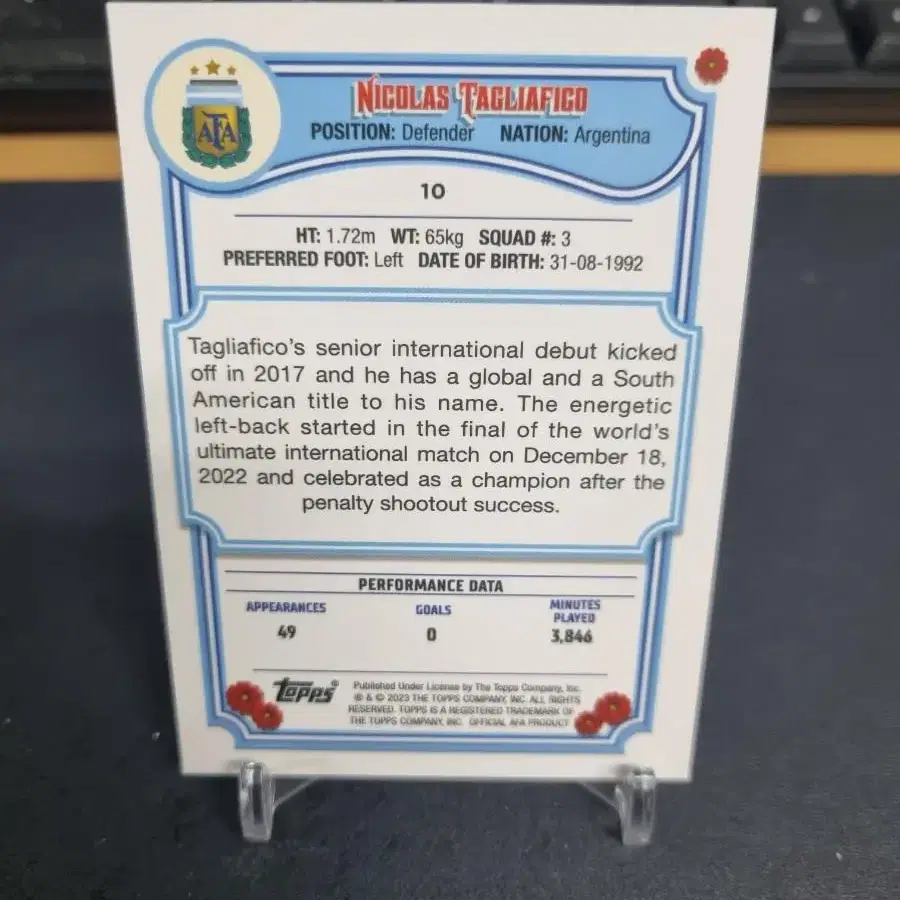 AFA
NICOLAS TAGLIAFICO
POSITION: Defender NATION: Argentina
10
HT: 1.72m WT: 65kg SQUAD #: 3
PREFERRED FOOT: Left DATE OF BIRTH: 31-08-1992
Tagliafico's senior international debut kicked
off in 2017 and he has a global and a South
American title to his name. The energetic
left-back started in the final of the world's
ultimate international match on December 18,
2022 and celebrated as a champion after the
penalty shootout success.
PERFORMANCE DATA
APPEARANCES GOALS MINUTES PLAYED
49 0 3,846
Topps®
Published Under License by The Topps Company, Inc.
® & © 2023 THE TOPPS COMPANY, INC. ALL RIGHTS
RESERVED. TOPPS IS A REGISTERED TRADEMARK OF
THE TOPPS COMPANY, INC. OFFICIAL AFA PRODUCT